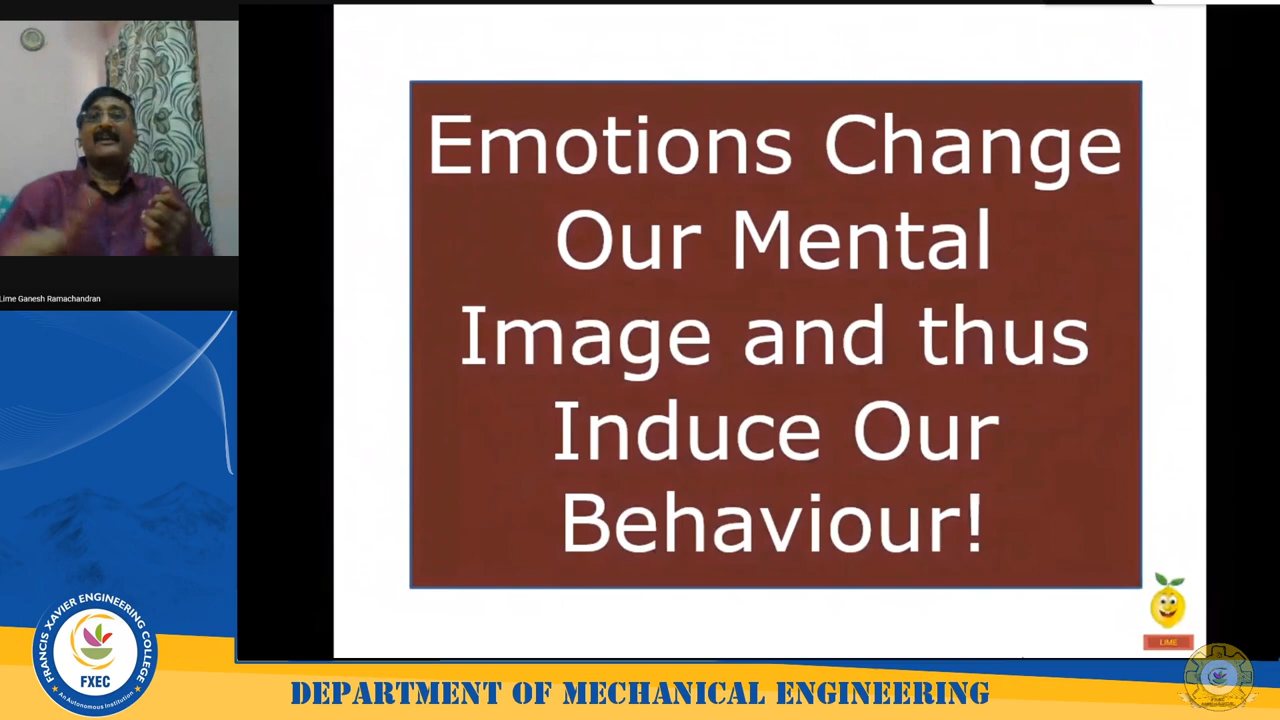 Lime Ganesh Ramachandran
Emotions Change
Our Mental
Image and thus
Induce Our
Behaviour!
LIME
FRANCIS XAVIER ENGINEERING COLLEGE
FXEC
An Autonomous Institution
DEPARTMENT OF MECHANICAL ENGINEERING